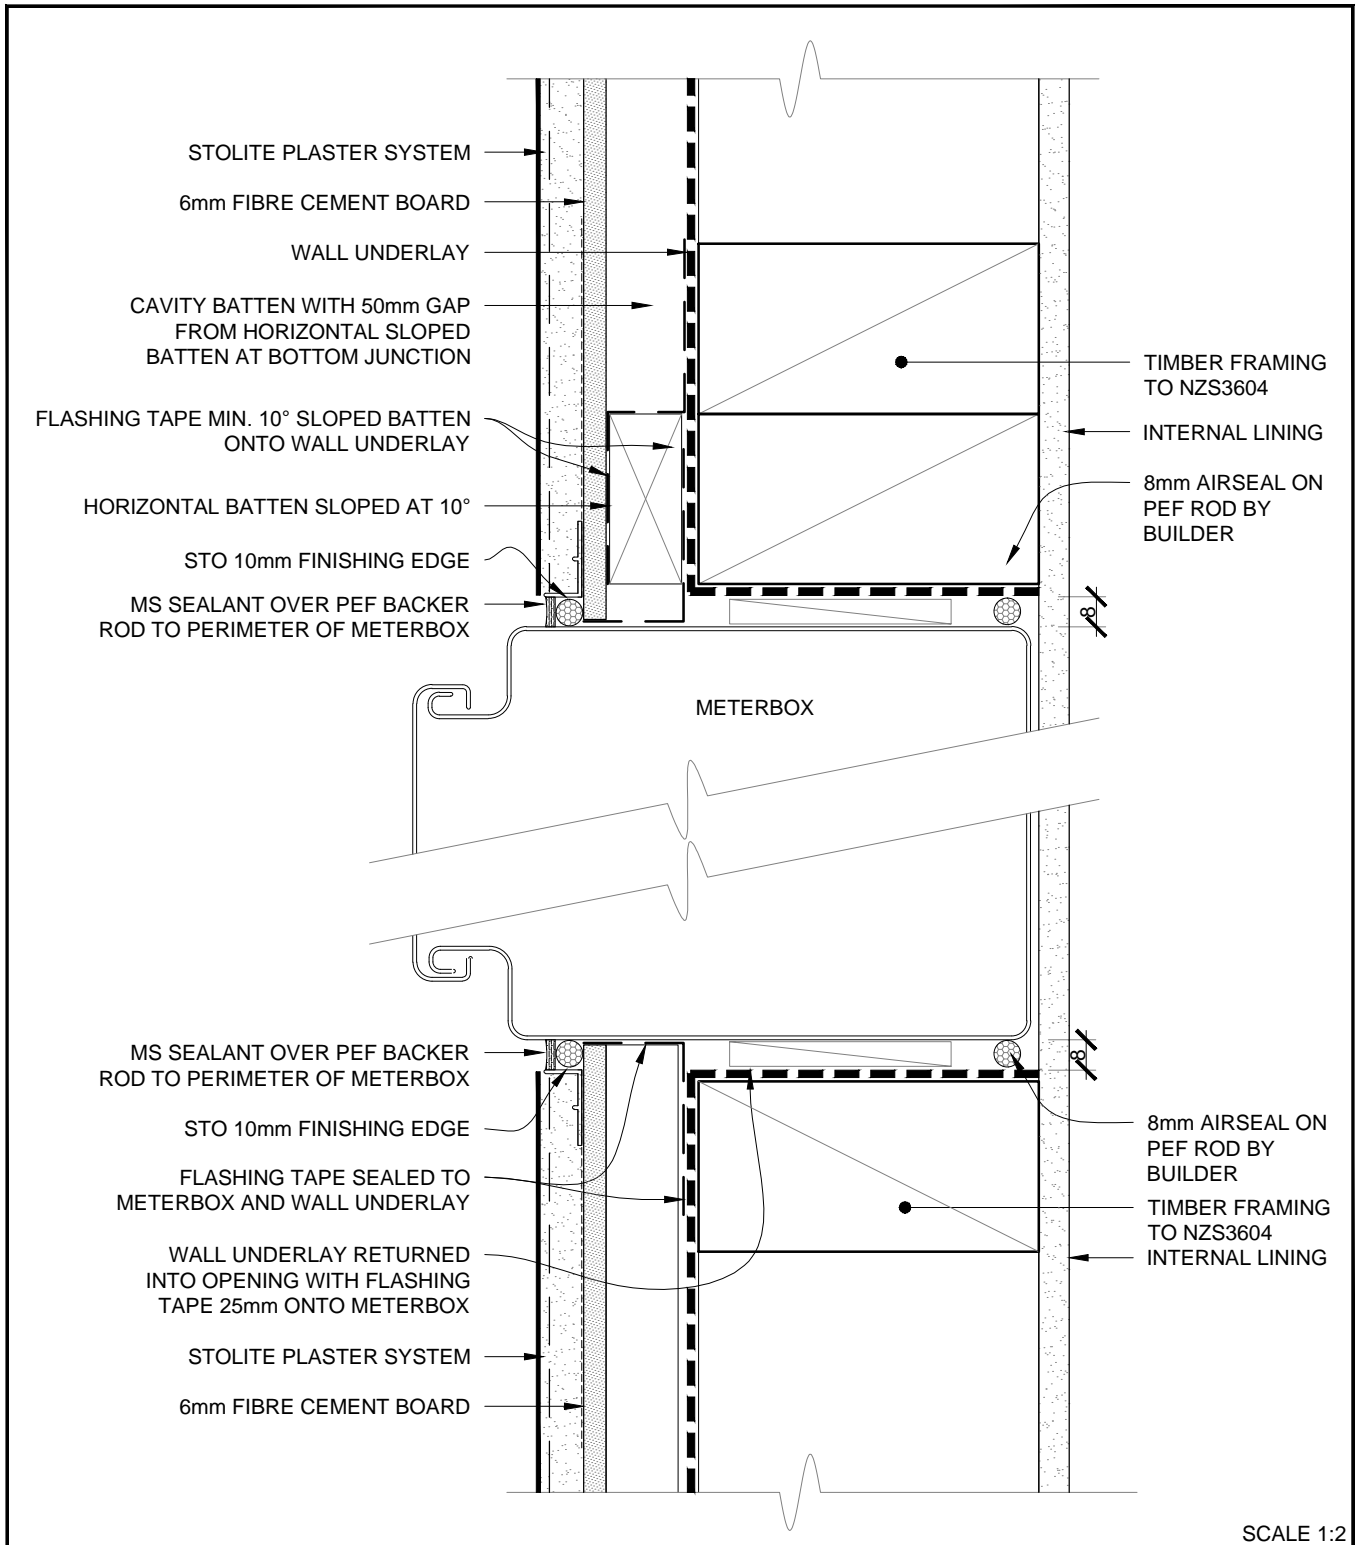 STOLITE PLASTER SYSTEM
6mm FIBRE CEMENT BOARD
WALL UNDERLAY
CAVITY BATTEN WITH 50mm GAP
FROM HORIZONTAL SLOPED
BATTEN AT BOTTOM JUNCTION
FLASHING TAPE MIN. 10° SLOPED BATTEN
ONTO WALL UNDERLAY
HORIZONTAL BATTEN SLOPED AT 10°
STO 10mm FINISHING EDGE
MS SEALANT OVER PEF BACKER
ROD TO PERIMETER OF METERBOX
TIMBER FRAMING
TO NZS3604
INTERNAL LINING
8mm AIRSEAL ON
PEF ROD BY
BUILDER
8
METERBOX
MS SEALANT OVER PEF BACKER
ROD TO PERIMETER OF METERBOX
STO 10mm FINISHING EDGE
FLASHING TAPE SEALED TO
METERBOX AND WALL UNDERLAY
WALL UNDERLAY RETURNED
INTO OPENING WITH FLASHING
TAPE 25mm ONTO METERBOX
STOLITE PLASTER SYSTEM
6mm FIBRE CEMENT BOARD
8
8mm AIRSEAL ON
PEF ROD BY
BUILDER
TIMBER FRAMING
TO NZS3604
INTERNAL LINING
SCALE 1:2